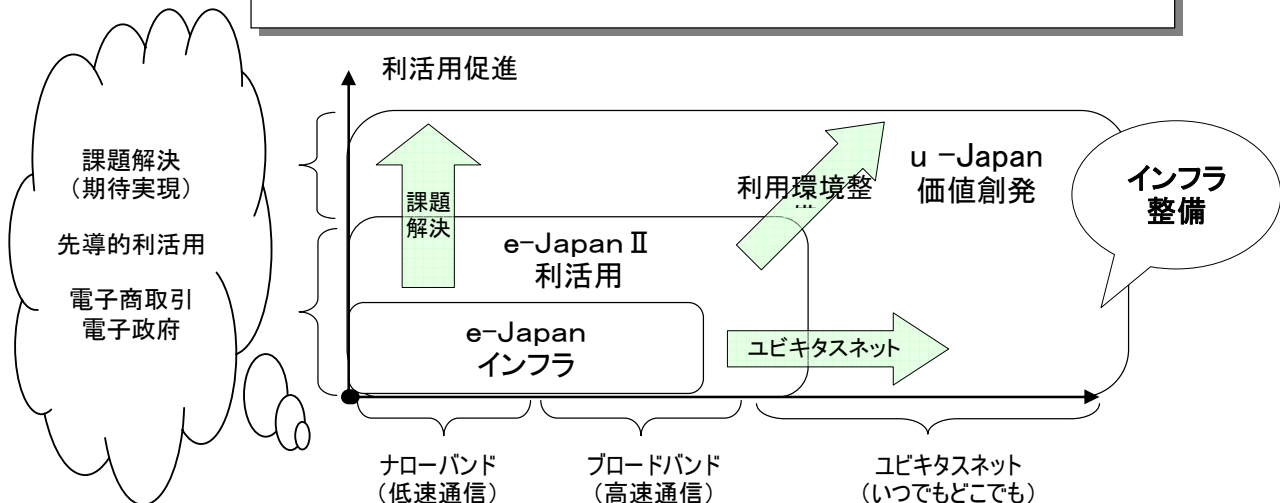 利活用促進
課題解決
(期待実現)
先導的利活用
電子商取引
電子政府
課題
解決
利用環境整
u -Japan
価値創発
インフラ
整備
e-Japan Ⅱ
利活用
e-Japan
インフラ
ユビキタスネット
ナローバンド
(低速通信)
ブロードバンド
(高速通信)
ユビキタスネット
(いつでもどこでも)